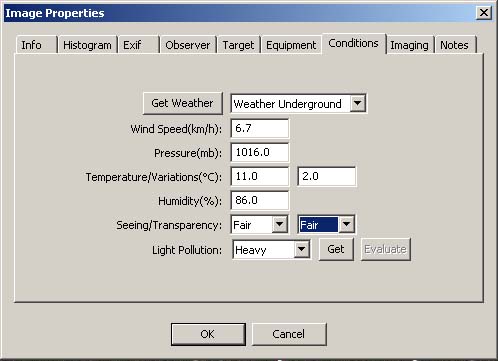 Image Properties
Info Histogram Exif Observer Target Equipment Conditions Imaging Notes
Get Weather Weather Underground
Wind Speed(km/h): 6.7
Pressure(mb): 1016.0
Temperature/Variations(°C): 11.0 2.0
Humidity(%): 86.0
Seeing/Transparency: Fair Fair
Light Pollution: Heavy Get Evaluate
OK Cancel